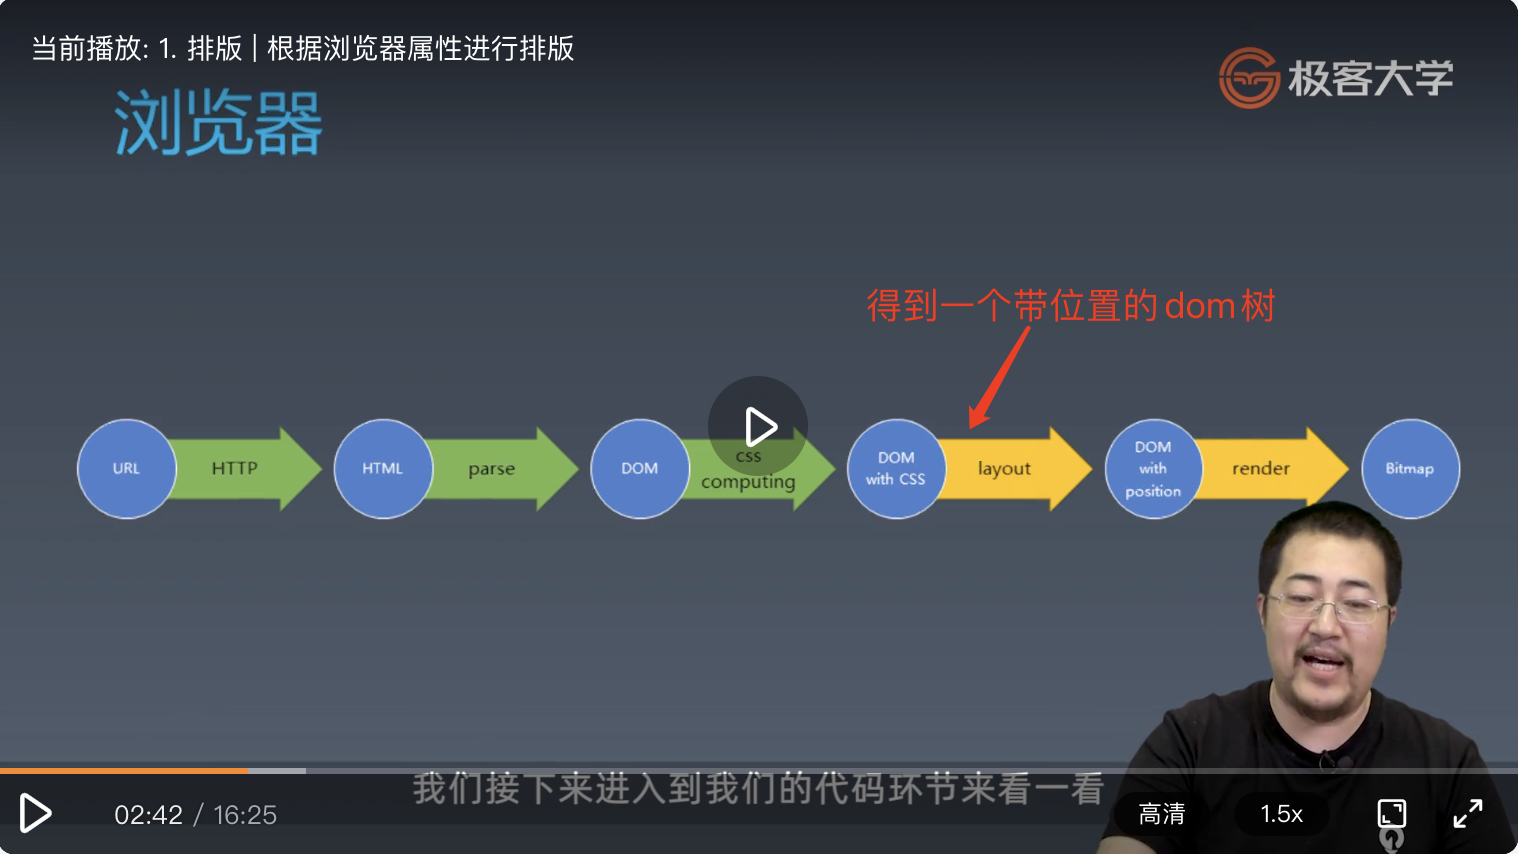 当前播放: 1. 排版 | 根据浏览器属性进行排版
极客大学
浏览器
得到一个带位置的dom树
URL
HTTP
HTML
parse
DOM
css
computing
DOM
with CSS
layout
DOM
with
position
render
Bitmap
我们接下来进入到我们的代码环节来看一看
02:42 / 16:25
高清
1.5x